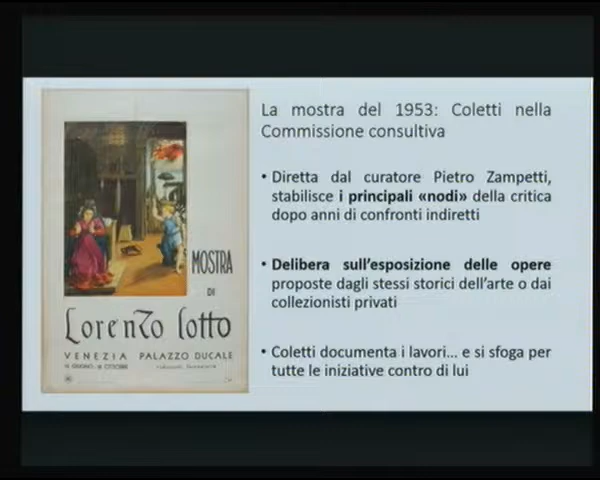 La mostra del 1953: Coletti nella
Commissione consultiva
• Diretta dal curatore Pietro Zampetti,
stabilisce i principali «nodi» della critica
dopo anni di confronti indiretti
• Delibera sull'esposizione delle opere
proposte dagli stessi storici dell'arte o dai
collezionisti privati
• Coletti documenta i lavori... e si sfoga per
tutte le iniziative contro di lui
MOSTRA
DI
Lorenzo lotto
VENEZIA PALAZZO DUCALE